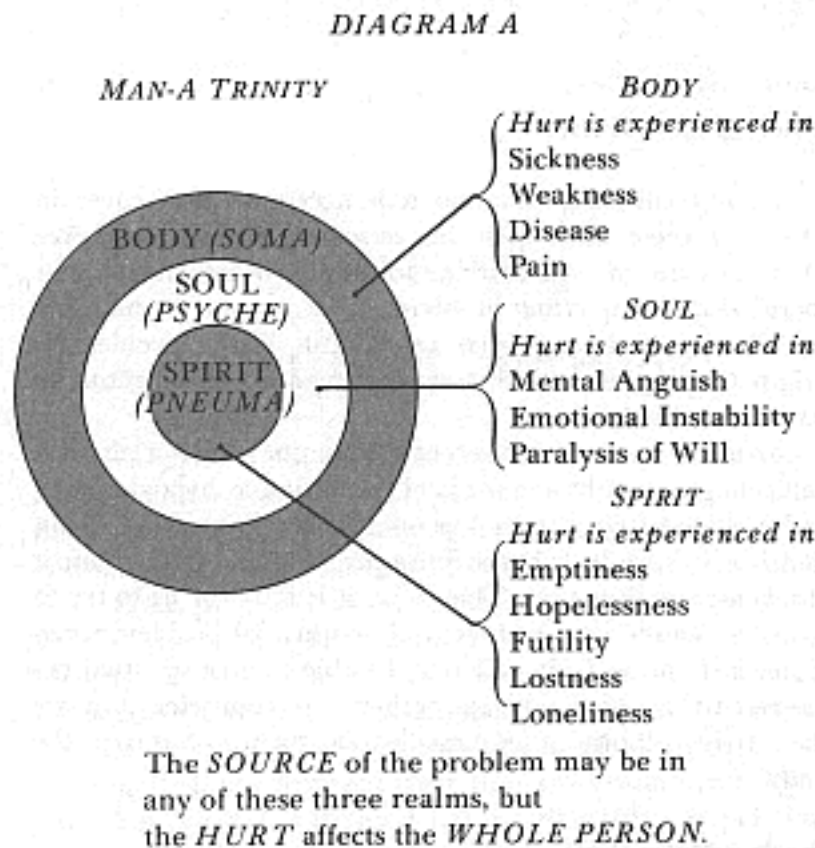 DIAGRAM A
MAN-A TRINITY
BODY (SOMA)
SOUL
(PSYCHE)
SPIRIT
(PNEUMA)
BODY
Hurt is experienced in
Sickness
Weakness
Disease
Pain
SOUL
Hurt is experienced in
Mental Anguish
Emotional Instability
Paralysis of Will
SPIRIT
Hurt is experienced in
Emptiness
Hopelessness
Futility
Lostness
Loneliness
The SOURCE of the problem may be in
any of these three realms, but
the HURT affects the WHOLE PERSON.